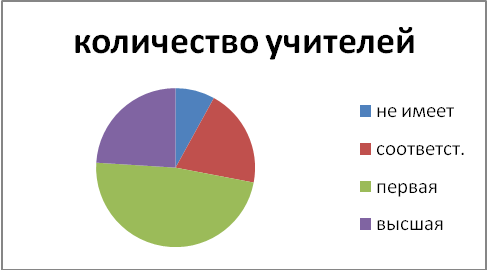 количество учителей
не имеет
соответст.
первая
высшая